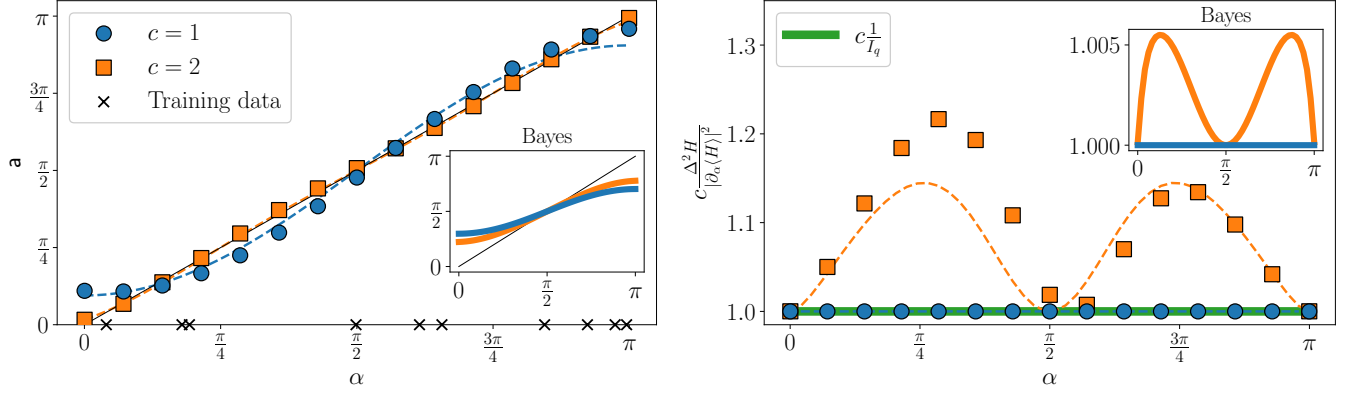 π
3π/4
π/2
π/4
0
a
c = 1
c = 2
Training data
Bayes
π
π/2
0
0
π/2
π
0
π/4
π/2
3π/4
π
α
1.3
1.2
1.1
1.0
c Δ²H / |∂_α⟨H⟩|²
c 1/I_q
Bayes
1.005
1.000
0
π/2
π
0
π/4
π/2
3π/4
π
α